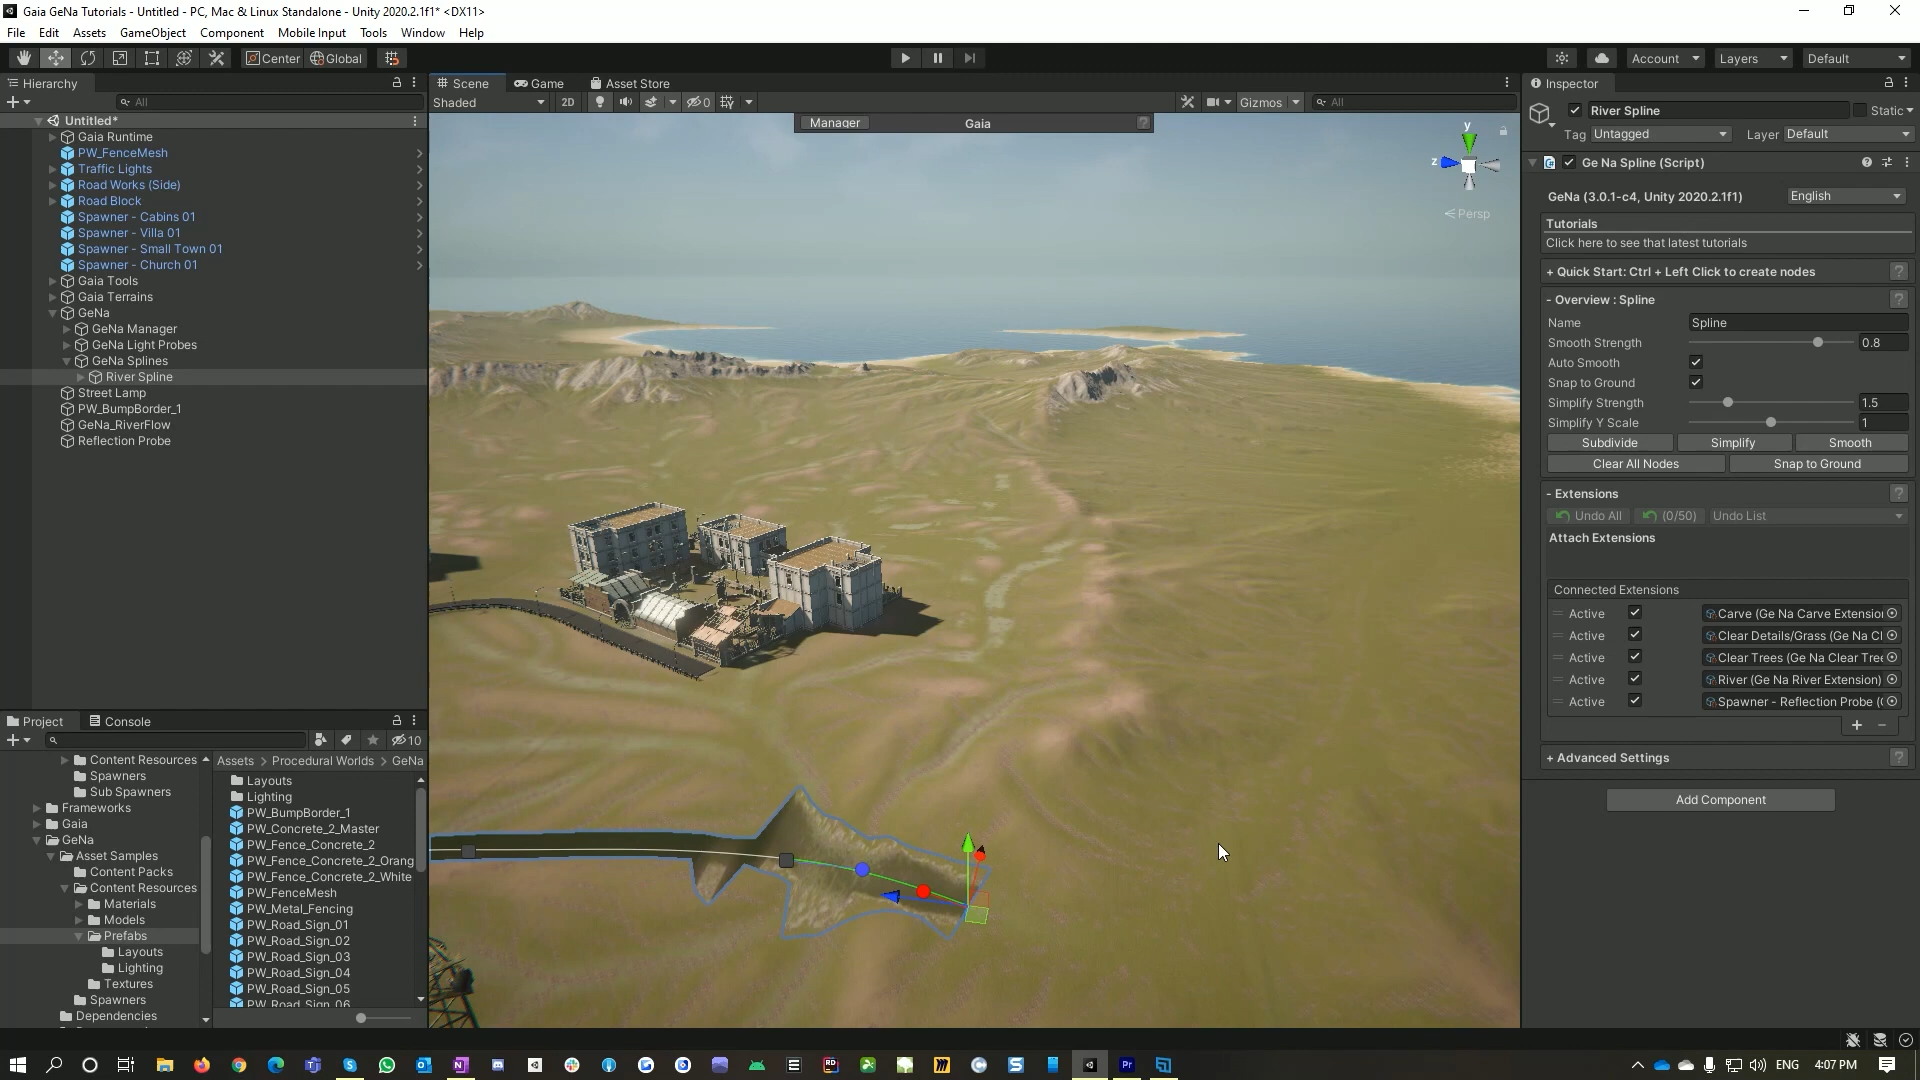 Gaia GeNa Tutorials - Untitled - PC, Mac & Linux Standalone - Unity 2020.2.1f1* <DX11>
File Edit Assets GameObject Component Mobile Input Tools Window Help
Center Global
Account Layers Default
Hierarchy
All
Untitled*
Gaia Runtime
PW_FenceMesh
Traffic Lights
Road Works (Side)
Road Block
Spawner - Cabins 01
Spawner - Villa 01
Spawner - Small Town 01
Spawner - Church 01
Gaia Tools
Gaia Terrains
GeNa
GeNa Manager
GeNa Light Probes
GeNa Splines
River Spline
Street Lamp
PW_BumpBorder_1
GeNa_RiverFlow
Reflection Probe
Scene Game Asset Store
Shaded 2D 0 Gizmos All
Manager Gaia ?
y
z
Persp
Project Console
10
Content Resources
Spawners
Sub Spawners
Frameworks
Gaia
GeNa
Asset Samples
Content Packs
Content Resources
Materials
Models
Prefabs
Layouts
Lighting
Textures
Spawners
Dependencies
Assets > Procedural Worlds > GeNa
Layouts
Lighting
PW_BumpBorder_1
PW_Concrete_2_Master
PW_Fence_Concrete_2
PW_Fence_Concrete_2_Orang
PW_Fence_Concrete_2_White
PW_FenceMesh
PW_Metal_Fencing
PW_Road_Sign_01
PW_Road_Sign_02
PW_Road_Sign_03
PW_Road_Sign_04
PW_Road_Sign_05
PW_Road_Sign_06
Inspector
River Spline Static
Tag Untagged Layer Default
Ge Na Spline (Script)
GeNa (3.0.1-c4, Unity 2020.2.1f1) English
Tutorials
Click here to see that latest tutorials
+ Quick Start: Ctrl + Left Click to create nodes ?
- Overview : Spline ?
Name Spline
Smooth Strength 0.8
Auto Smooth
Snap to Ground
Simplify Strength 1.5
Simplify Y Scale 1
Subdivide Simplify Smooth
Clear All Nodes Snap to Ground
- Extensions ?
Undo All (0/50) Undo List
Attach Extensions
Connected Extensions
Active Carve (Ge Na Carve Extension
Active Clear Details/Grass (Ge Na Cl
Active Clear Trees (Ge Na Clear Tree
Active River (Ge Na River Extension)
Active Spawner - Reflection Probe (G
+ −
+ Advanced Settings ?
Add Component
ENG 4:07 PM